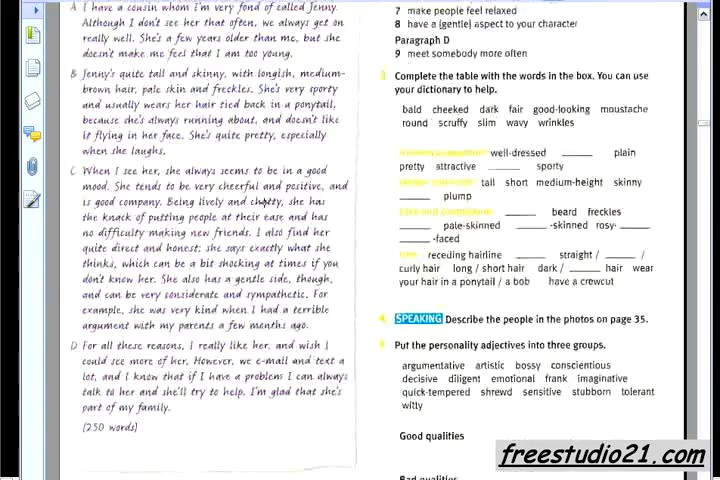 A I have a cousin whom I'm very fond of called Jenny.
Although I don't see her that often, we always get on
really well. She's a few years older than me, but she
doesn't make me feel that I am too young.
B Jenny's quite tall and skinny, with longish, medium-
brown hair, pale skin and freckles. She's very sporty
and usually wears her hair tied back in a ponytail,
because she's always running about, and doesn't like
it flying in her face. She's quite pretty, especially
when she laughs.
C When I see her, she always seems to be in a good
mood. She tends to be very cheerful and positive, and
is good company. Being lively and chatty, she has
the knack of putting people at their ease and has
no difficulty making new friends. I also find her
quite direct and honest: she says exactly what she
thinks, which can be a bit shocking at times if you
don't know her. She also has a gentle side, though,
and can be very considerate and sympathetic. For
example, she was very kind when I had a terrible
argument with my parents a few months ago.
D For all these reasons, I really like her, and wish I
could see more of her. However, we e-mail and text a
lot, and I know that if I have a problem I can always
talk to her and she'll try to help. I'm glad that she's
part of my family.
(250 words)
7 make people feel relaxed
8 have a (gentle) aspect to your character
Paragraph D
9 meet somebody more often
3 Complete the table with the words in the box. You can use
your dictionary to help.
bald cheeked dark fair good-looking moustache
round scruffy slim wavy wrinkles
well-dressed ____ plain
pretty attractive ____ sporty
tall short medium-height skinny
____ plump
____ beard freckles
____ pale-skinned ____-skinned rosy-____
____-faced
receding hairline ____ straight / ____ /
curly hair long / short hair dark / ____ hair wear
your hair in a ponytail / a bob have a crewcut
4 SPEAKING Describe the people in the photos on page 35.
5 Put the personality adjectives into three groups.
argumentative artistic bossy conscientious
decisive diligent emotional frank imaginative
quick-tempered shrewd sensitive stubborn tolerant
witty
Good qualities
Bad qualities
freestudio21.com